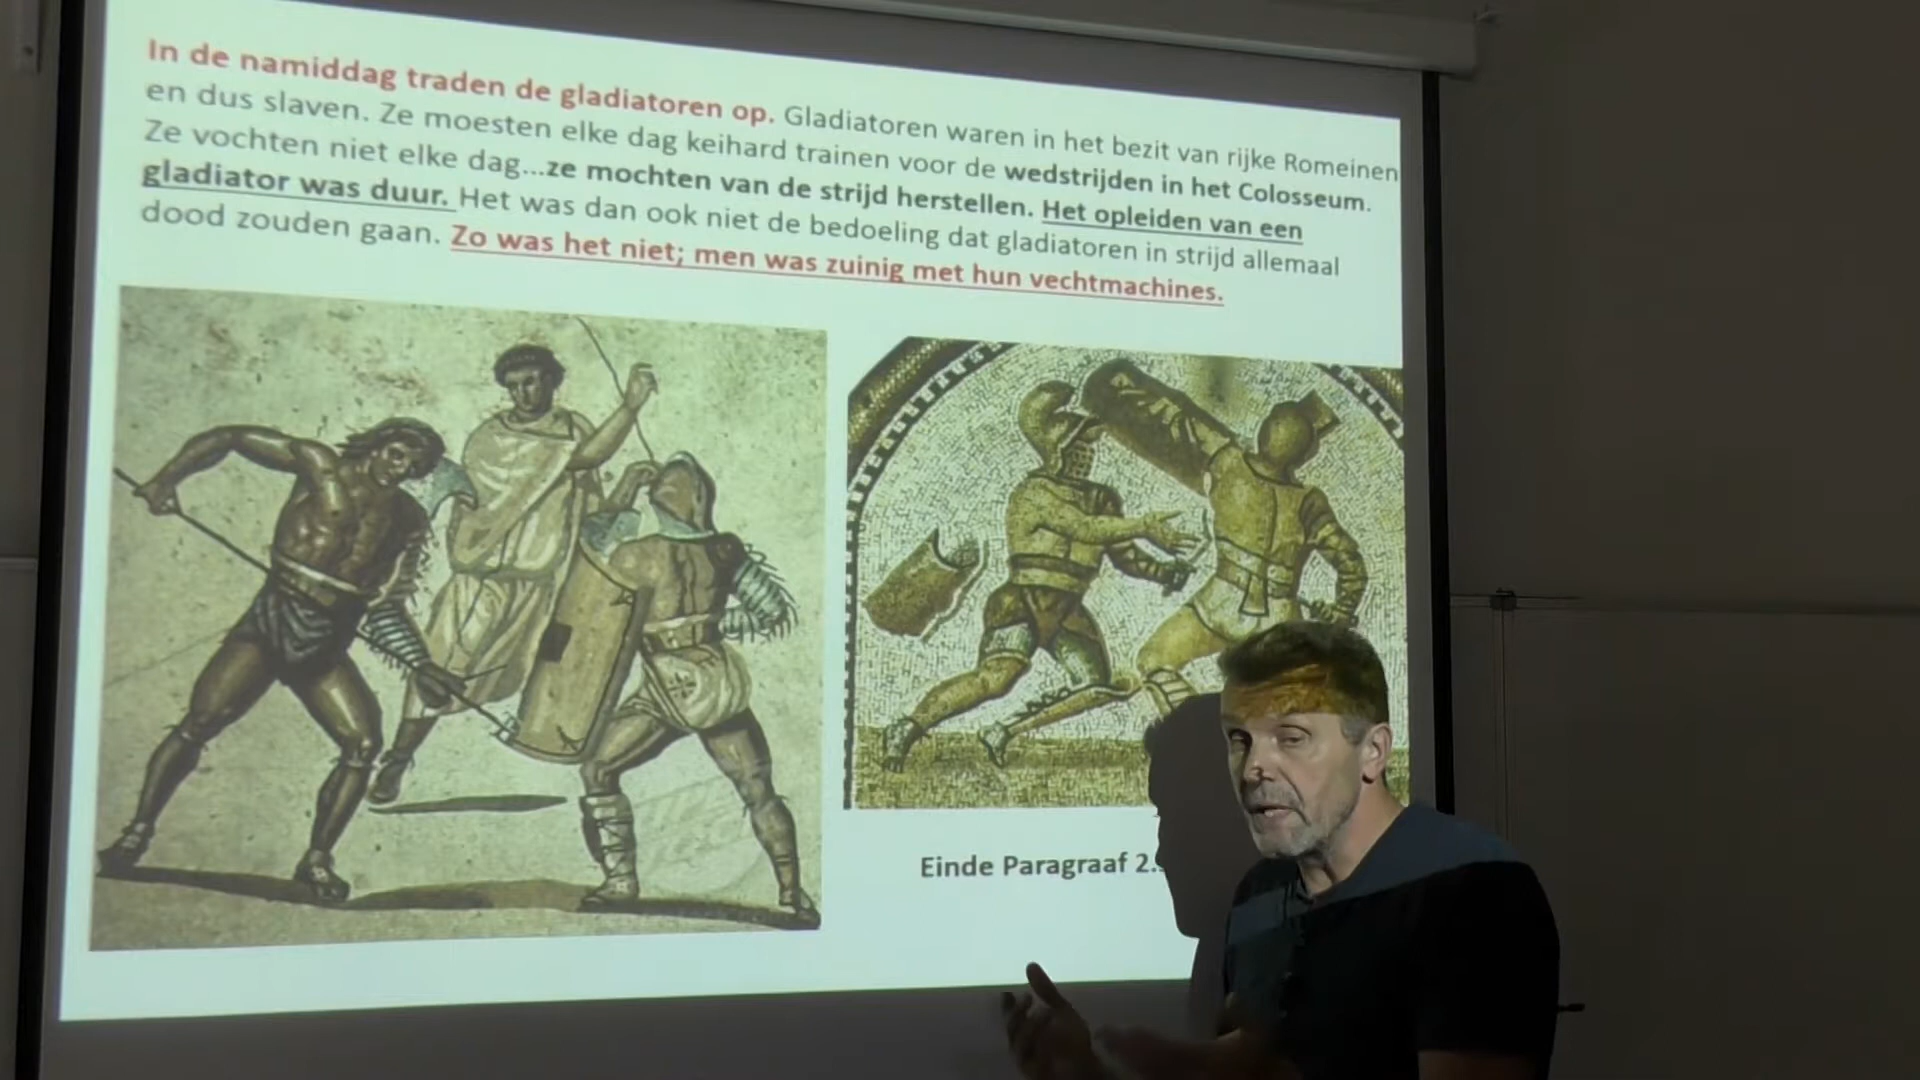 In de namiddag traden de gladiatoren op. Gladiatoren waren in het bezit van rijke Romeinen
en dus slaven. Ze moesten elke dag keihard trainen voor de wedstrijden in het Colosseum.
Ze vochten niet elke dag...ze mochten van de strijd herstellen. Het opleiden van een
gladiator was duur. Het was dan ook niet de bedoeling dat gladiatoren in strijd allemaal
dood zouden gaan. Zo was het niet; men was zuinig met hun vechtmachines.
Einde Paragraaf 2.